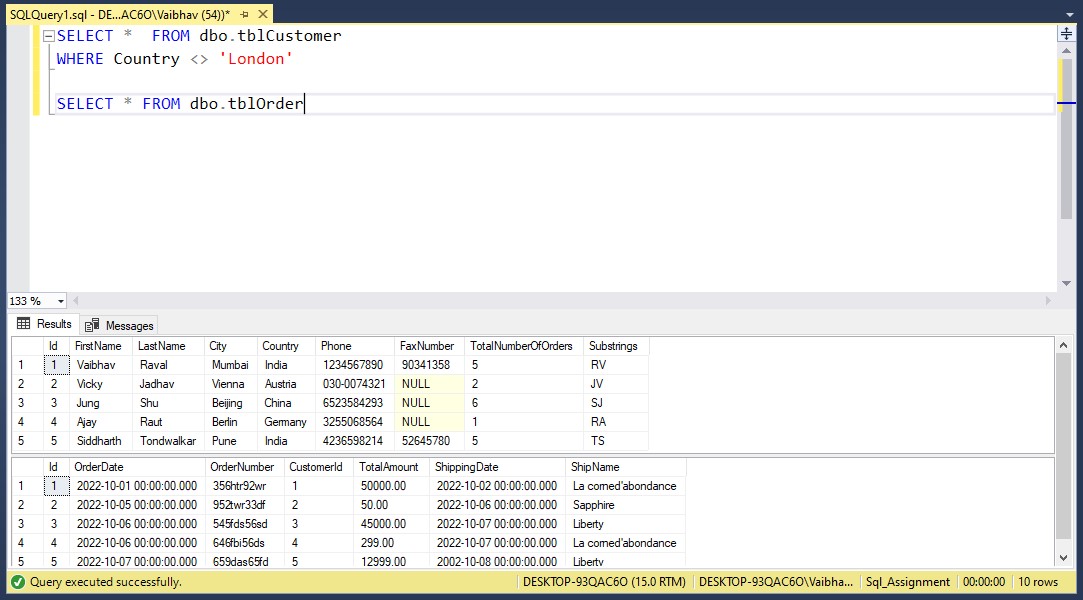 SQLQuery1.sql - DE...AC6O\Vaibhav (54))*
SELECT * FROM dbo.tblCustomer
WHERE Country <> 'London'
SELECT * FROM dbo.tblOrder
133 %
Results Messages
Id FirstName LastName City Country Phone FaxNumber TotalNumberOfOrders Substrings
1 1 Vaibhav Raval Mumbai India 1234567890 90341358 5 RV
2 2 Vicky Jadhav Vienna Austria 030-0074321 NULL 2 JV
3 3 Jung Shu Beijing China 6523584293 NULL 6 SJ
4 4 Ajay Raut Berlin Germany 3255068564 NULL 1 RA
5 5 Siddharth Tondwalkar Pune India 4236598214 52645780 5 TS
Id OrderDate OrderNumber CustomerId TotalAmount ShippingDate ShipName
1 1 2022-10-01 00:00:00.000 356htr92wr 1 50000.00 2022-10-02 00:00:00.000 La corned'abondance
2 2 2022-10-05 00:00:00.000 952twr33df 2 50.00 2022-10-06 00:00:00.000 Sapphire
3 3 2022-10-06 00:00:00.000 545fds56sd 3 45000.00 2022-10-07 00:00:00.000 Liberty
4 4 2022-10-06 00:00:00.000 646fbi56ds 4 299.00 2022-10-07 00:00:00.000 La corned'abondance
5 5 2022-10-07 00:00:00.000 659das65fd 5 12999.00 2002-10-08 00:00:00.000 Liberty
Query executed successfully. DESKTOP-93QAC6O (15.0 RTM) DESKTOP-93QAC6O\Vaibha... Sql_Assignment 00:00:00 10 rows